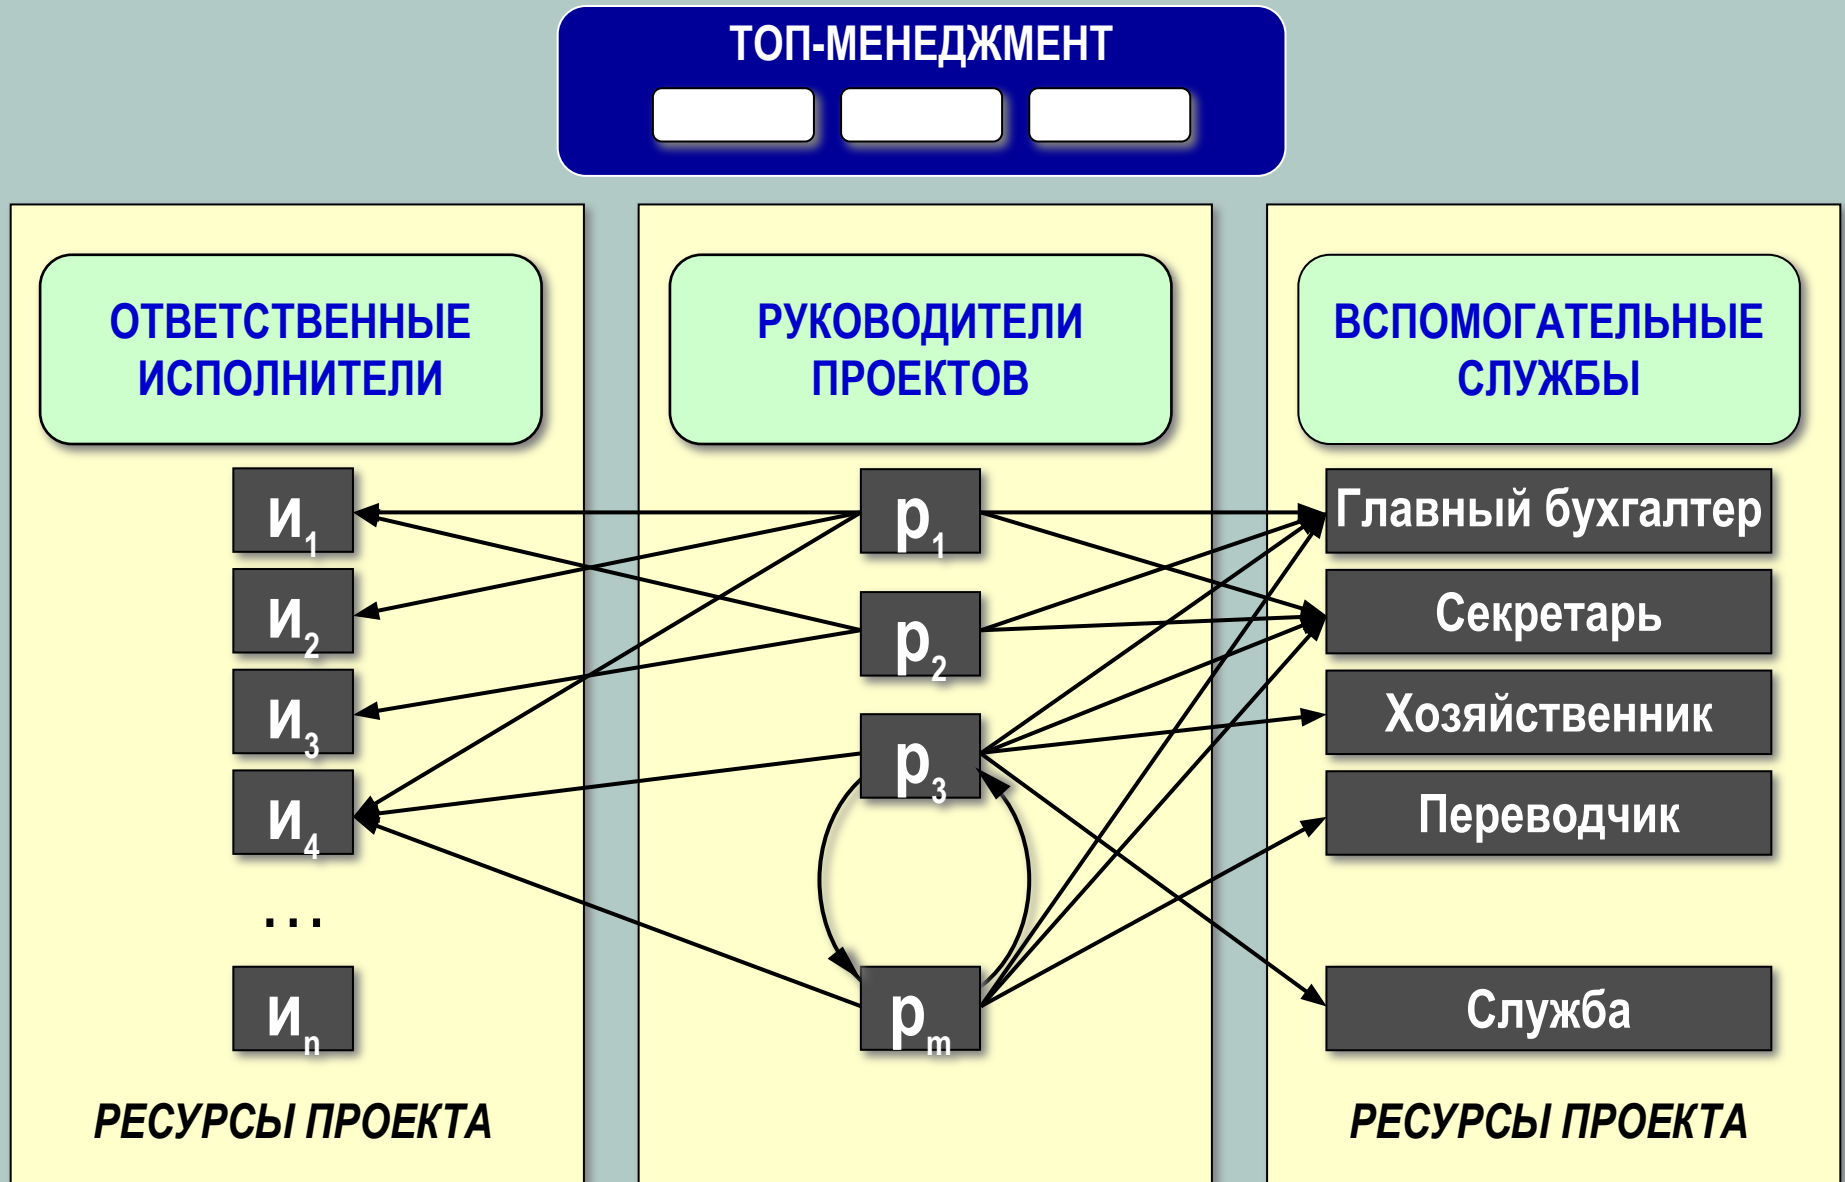 ТОП-МЕНЕДЖМЕНТ
ОТВЕТСТВЕННЫЕ
ИСПОЛНИТЕЛИ
и1
и2
и3
и4
...
иn
РЕСУРСЫ ПРОЕКТА
РУКОВОДИТЕЛИ
ПРОЕКТОВ
р1
р2
р3
рm
ВСПОМОГАТЕЛЬНЫЕ
СЛУЖБЫ
Главный бухгалтер
Секретарь
Хозяйственник
Переводчик
Служба
РЕСУРСЫ ПРОЕКТА